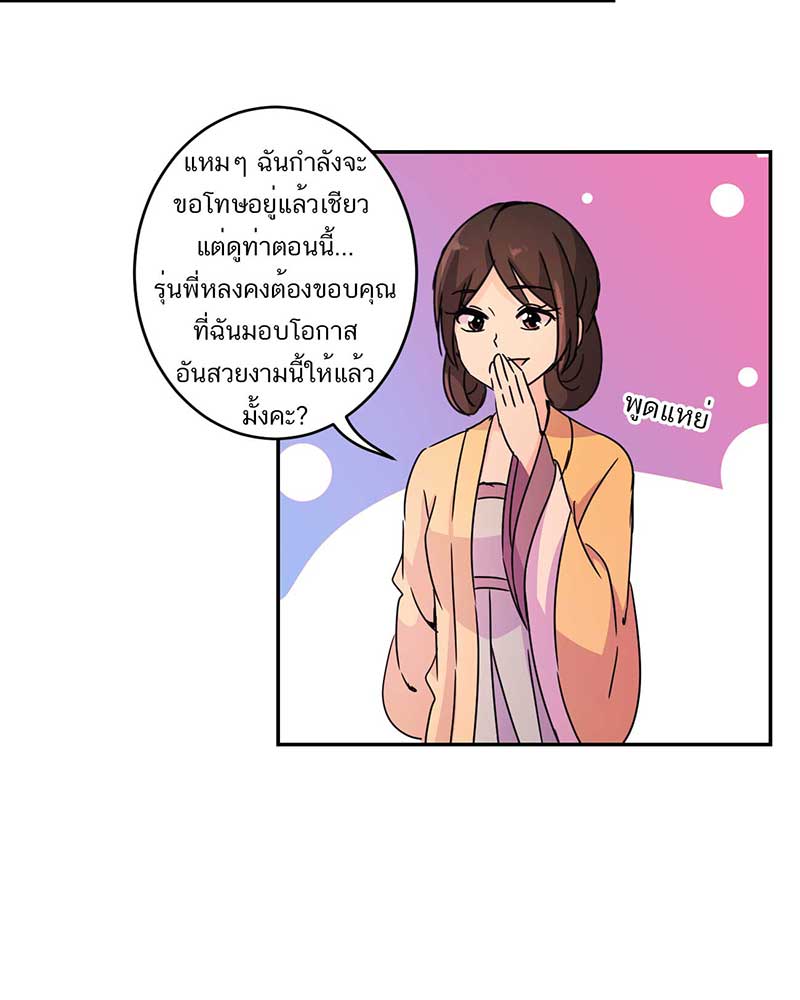 แหมๆ ฉันกำลังจะ
ขอโทษอยู่แล้วเชียว
แต่ดูท่าตอนนี้...
รุ่นพี่หลงคงต้องขอบคุณ
ที่ฉันมอบโอกาส
อันสวยงามนี้ให้แล้ว
มั้งคะ?
พูดแหย่